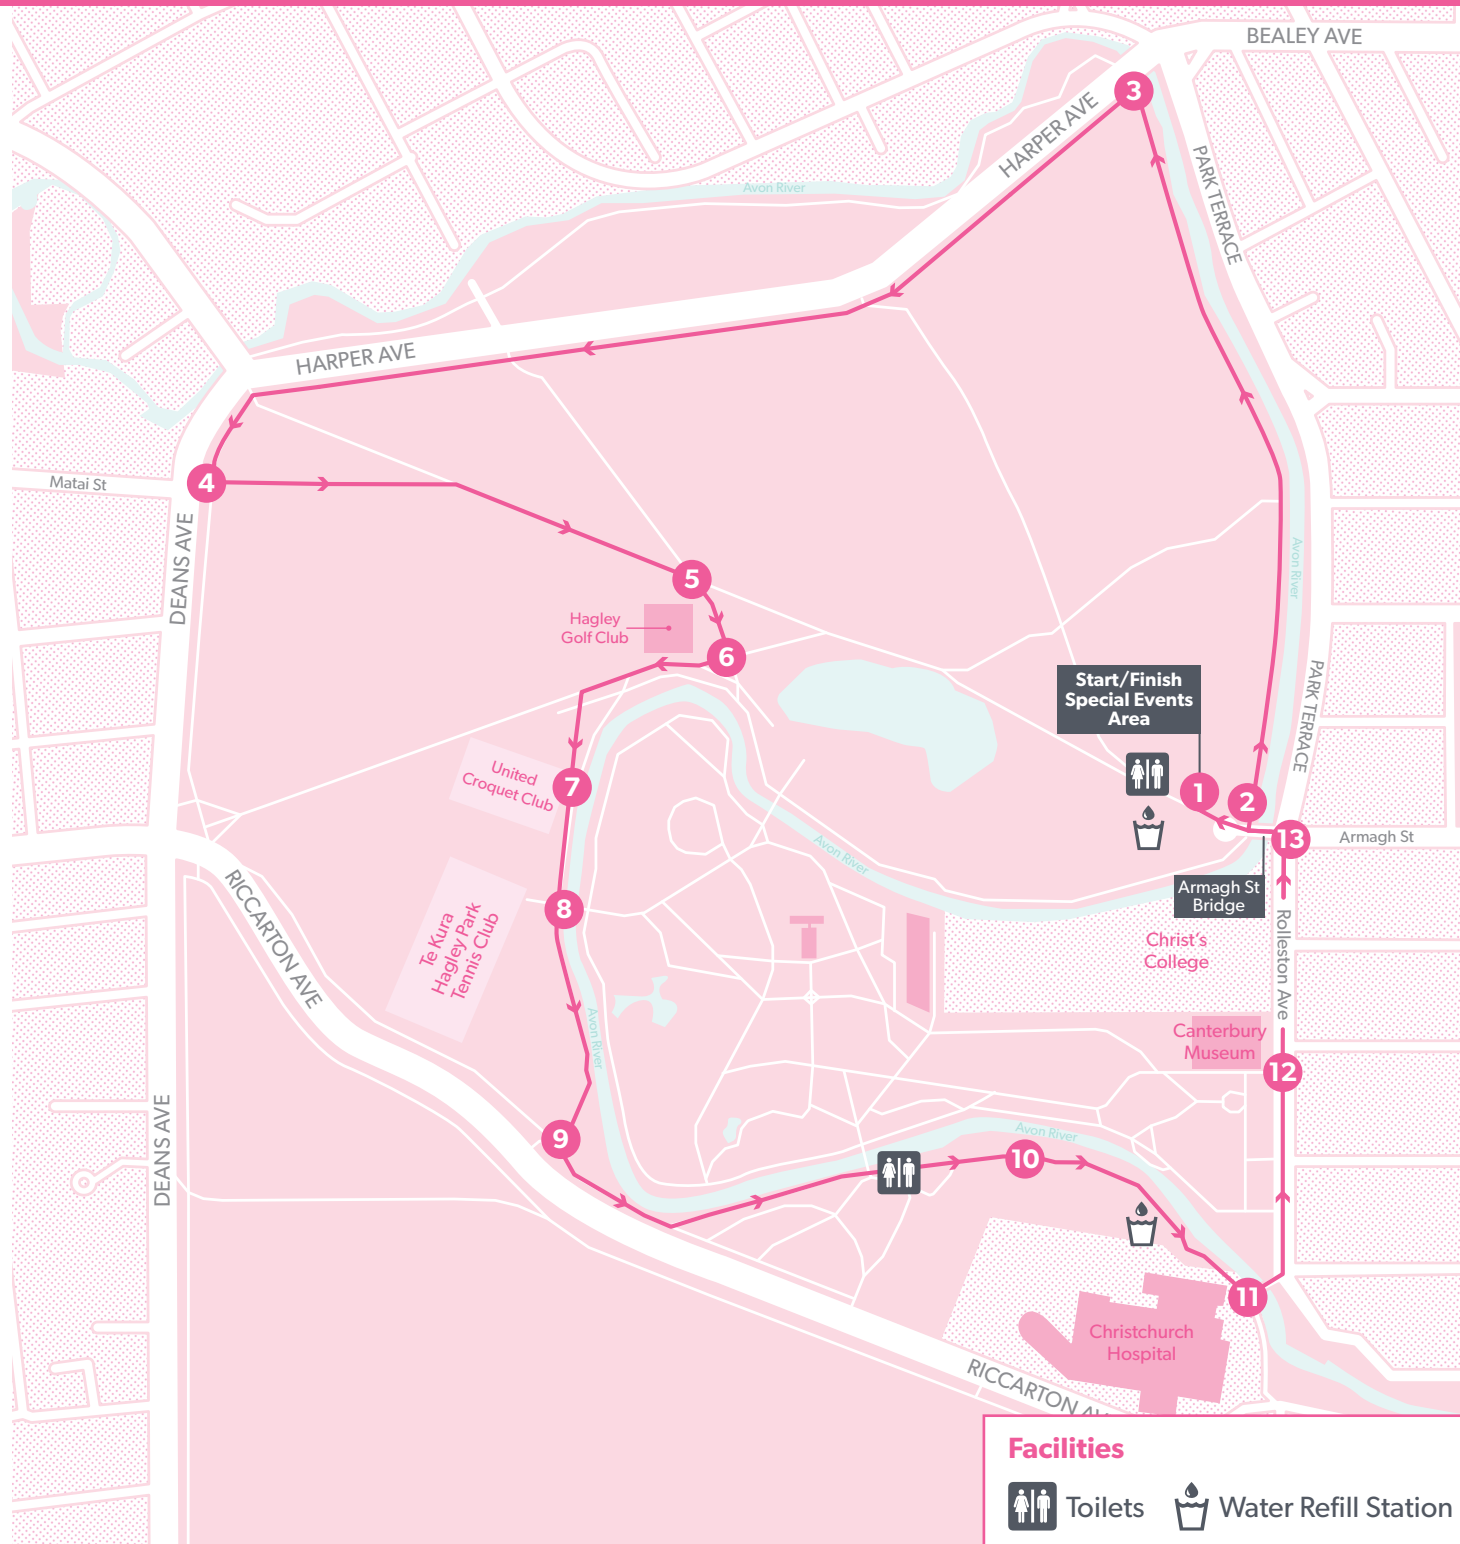 BEALEY AVE
3
HARPER AVE
PARK TERRACE
Avon River
HARPER AVE
4
Matai St
DEANS AVE
5
Hagley
Golf Club
6
Avon River
PARK TERRACE
Start/Finish
Special Events
Area
1
2
13
Armagh St
United
Croquet Club
7
Avon River
Armagh St
Bridge
RICCARTON AVE
Te Kura
Hagley Park
Tennis Club
8
Christ's
College
Rolleston Ave
Avon River
Canterbury
Museum
12
DEANS AVE
9
Avon River
10
11
Christchurch
Hospital
RICCARTON
Facilities
Toilets
Water Refill Station